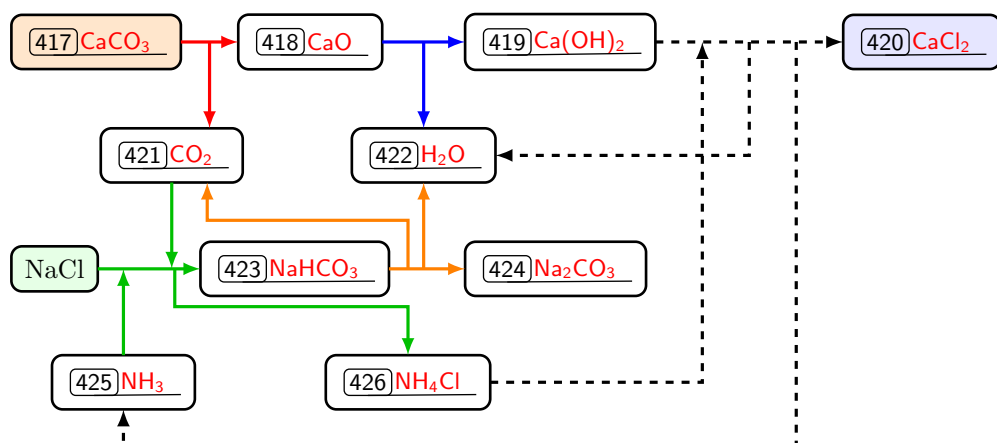 417 CaCO₃
418 CaO
419 Ca(OH)₂
420 CaCl₂
421 CO₂
422 H₂O
NaCl
423 NaHCO₃
424 Na₂CO₃
425 NH₃
426 NH₄Cl